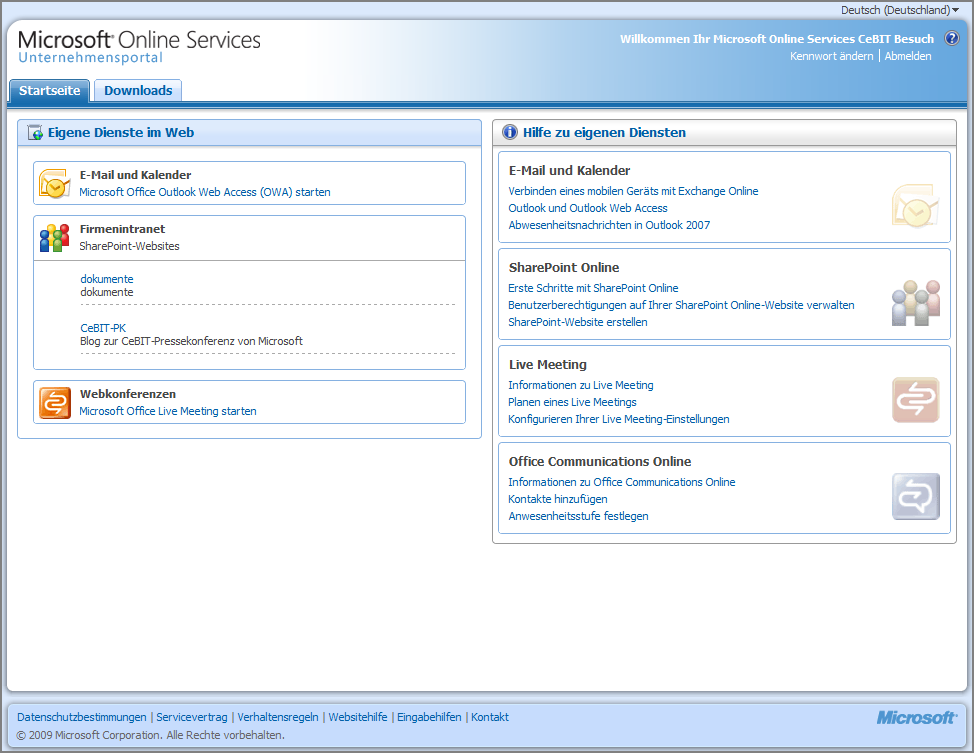 Deutsch (Deutschland)
Microsoft® Online Services
Unternehmensportal
Willkommen Ihr Microsoft Online Services CeBIT Besuch
Kennwort ändern | Abmelden
Startseite
Downloads
Eigene Dienste im Web
E-Mail und Kalender
Microsoft Office Outlook Web Access (OWA) starten
Firmenintranet
SharePoint-Websites
dokumente
dokumente
CeBIT-PK
Blog zur CeBIT-Pressekonferenz von Microsoft
Webkonferenzen
Microsoft Office Live Meeting starten
Hilfe zu eigenen Diensten
E-Mail und Kalender
Verbinden eines mobilen Geräts mit Exchange Online
Outlook und Outlook Web Access
Abwesenheitsnachrichten in Outlook 2007
SharePoint Online
Erste Schritte mit SharePoint Online
Benutzerberechtigungen auf Ihrer SharePoint Online-Website verwalten
SharePoint-Website erstellen
Live Meeting
Informationen zu Live Meeting
Planen eines Live Meetings
Konfigurieren Ihrer Live Meeting-Einstellungen
Office Communications Online
Informationen zu Office Communications Online
Kontakte hinzufügen
Anwesenheitsstufe festlegen
Datenschutzbestimmungen | Servicevertrag | Verhaltensregeln | Websitehilfe | Eingabehilfen | Kontakt
© 2009 Microsoft Corporation. Alle Rechte vorbehalten.
Microsoft®